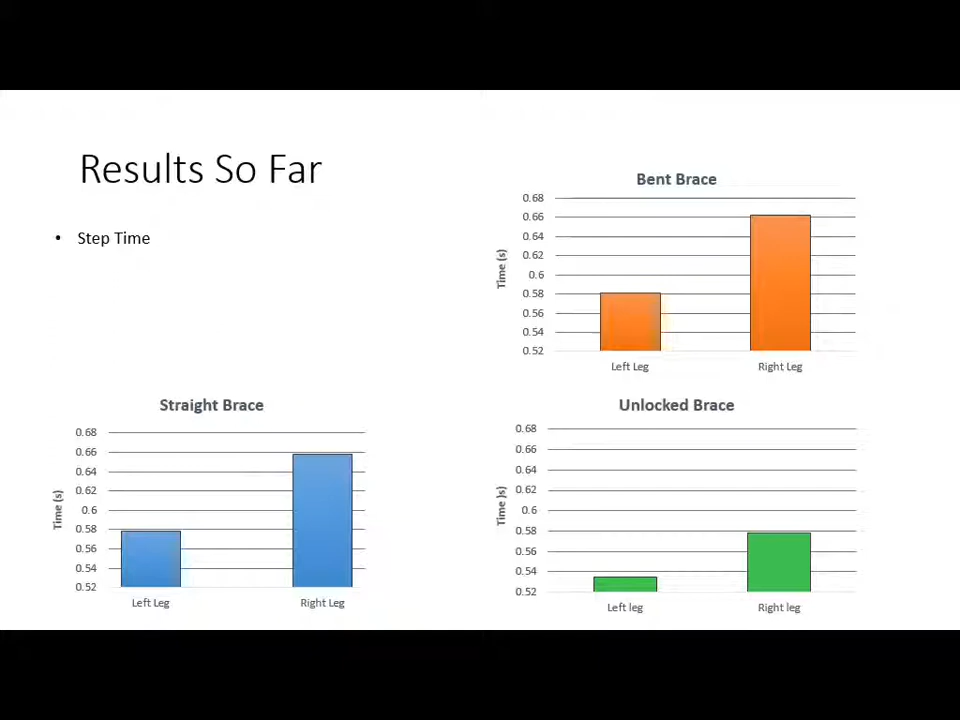 Results So Far
• Step Time
Bent Brace
Time (s)
0.68
0.66
0.64
0.62
0.6
0.58
0.56
0.54
0.52
Left Leg
Right Leg
Straight Brace
Time (s)
0.68
0.66
0.64
0.62
0.6
0.58
0.56
0.54
0.52
Left Leg
Right Leg
Unlocked Brace
Time )s)
0.68
0.66
0.64
0.62
0.6
0.58
0.56
0.54
0.52
Left leg
Right leg